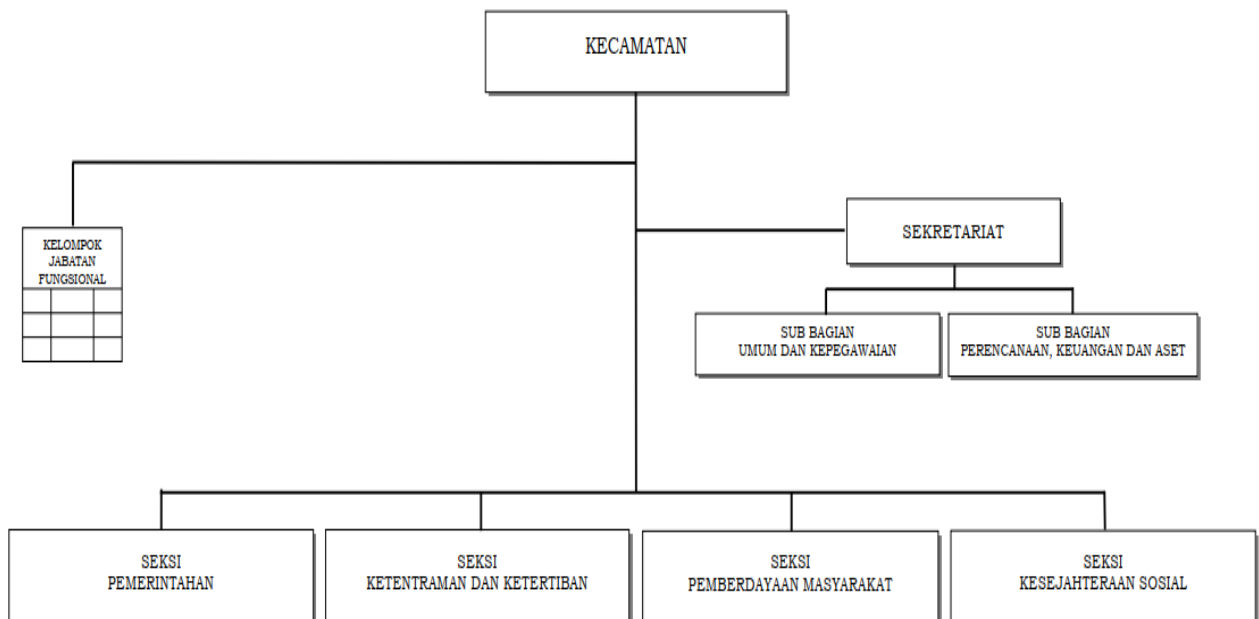 KECAMATAN
KELOMPOK
JABATAN
FUNGSIONAL
SEKRETARIAT
SUB BAGIAN
UMUM DAN KEPEGAWAIAN
SUB BAGIAN
PERENCANAAN, KEUANGAN DAN ASET
SEKSI
PEMERINTAHAN
SEKSI
KETENTRAMAN DAN KETERTIBAN
SEKSI
PEMBERDAYAAN MASYARAKAT
SEKSI
KESEJAHTERAAN SOSIAL